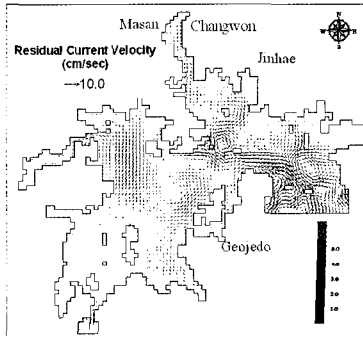 Masan Changwon
Residual Current Velocity
(cm/sec)
10.0
Jinhae
N
Geojedo